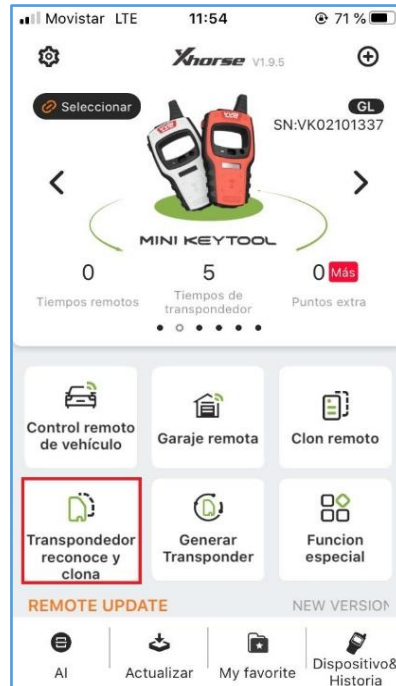 Movistar LTE 11:54 71 %
Xhorse V1.9.5
Seleccionar
GL
SN:VK02101337
MINI KEYTOOL
0 5 0 Más
Tiempos remotos Tiempos de transpondedor Puntos extra
Control remoto de vehículo
Garaje remota
Clon remoto
Transpondedor reconoce y clona
Generar Transponder
Funcion especial
REMOTE UPDATE NEW VERSION
AI Actualizar My favorite Dispositivo& Historia